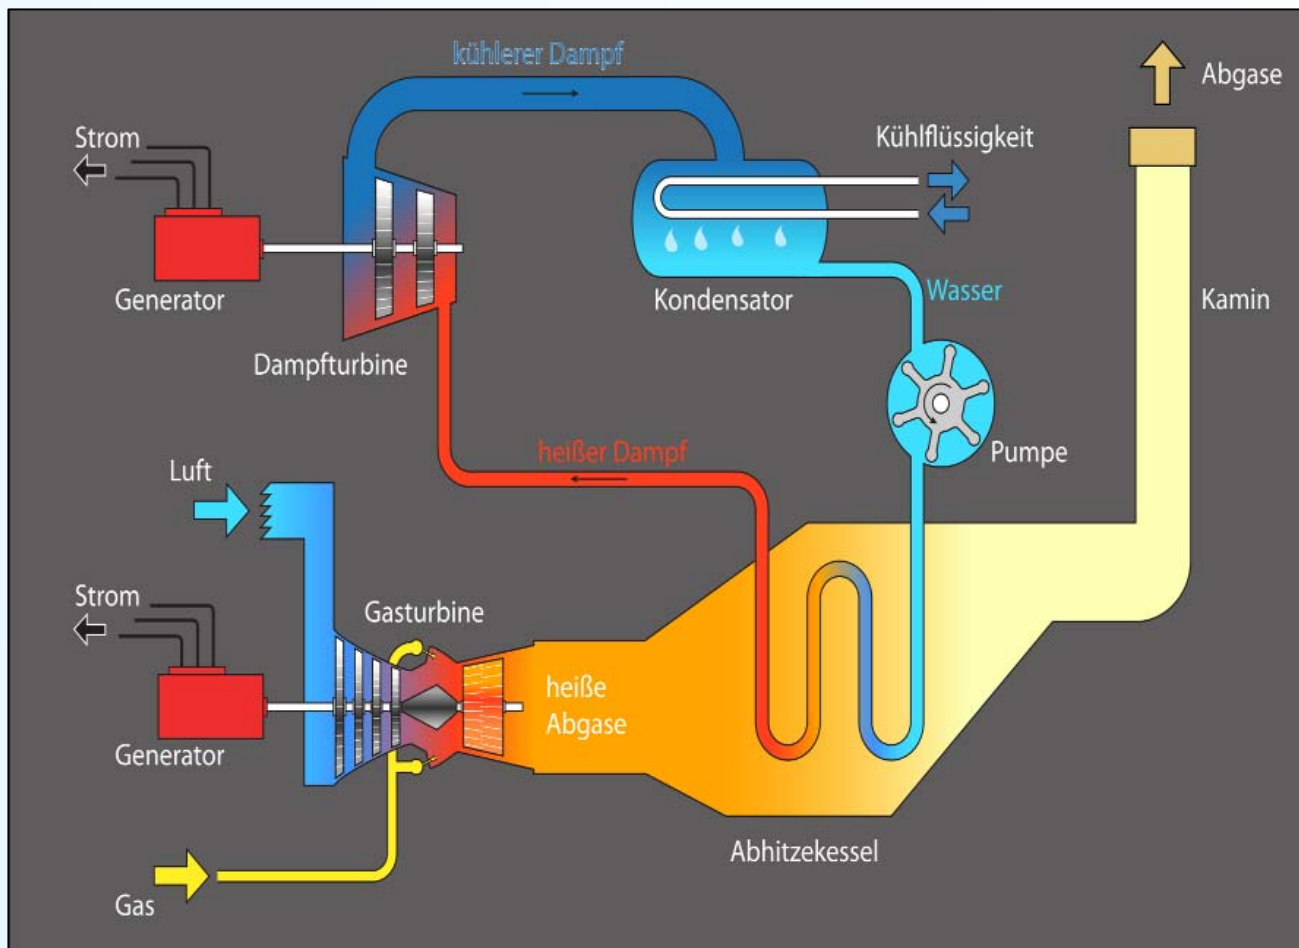 kühlerer Dampf
Abgase
Strom
Kühlflüssigkeit
Generator
Kondensator
Wasser
Kamin
Dampfturbine
heißer Dampf
Pumpe
Luft
Strom
Gasturbine
heiße
Abgase
Generator
Abhitzekessel
Gas